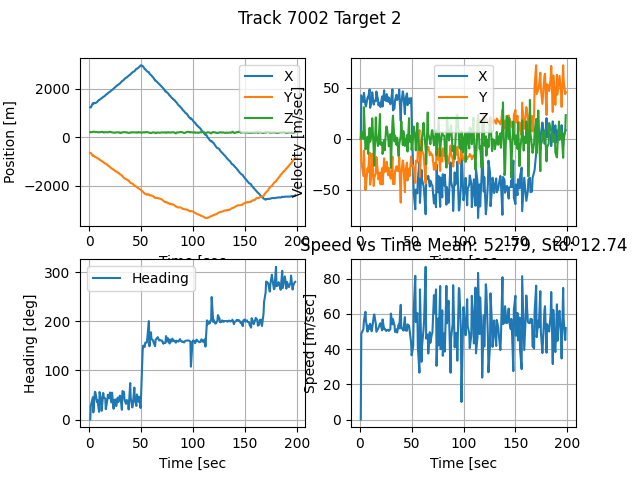 Track 7002 Target 2
Position [m]
2000
0
−2000
0
50
100
150
200
Time [sec
X
Y
Z
Velocity [m/sec]
50
0
−50
0
50
100
150
200
Time [sec
X
Y
Z
Heading [deg]
300
200
100
0
0
50
100
150
200
Time [sec
Heading
Speed vs Time Mean: 52.79, Std: 12.74
Speed [m/sec]
80
60
40
20
0
0
50
100
150
200
Time [sec